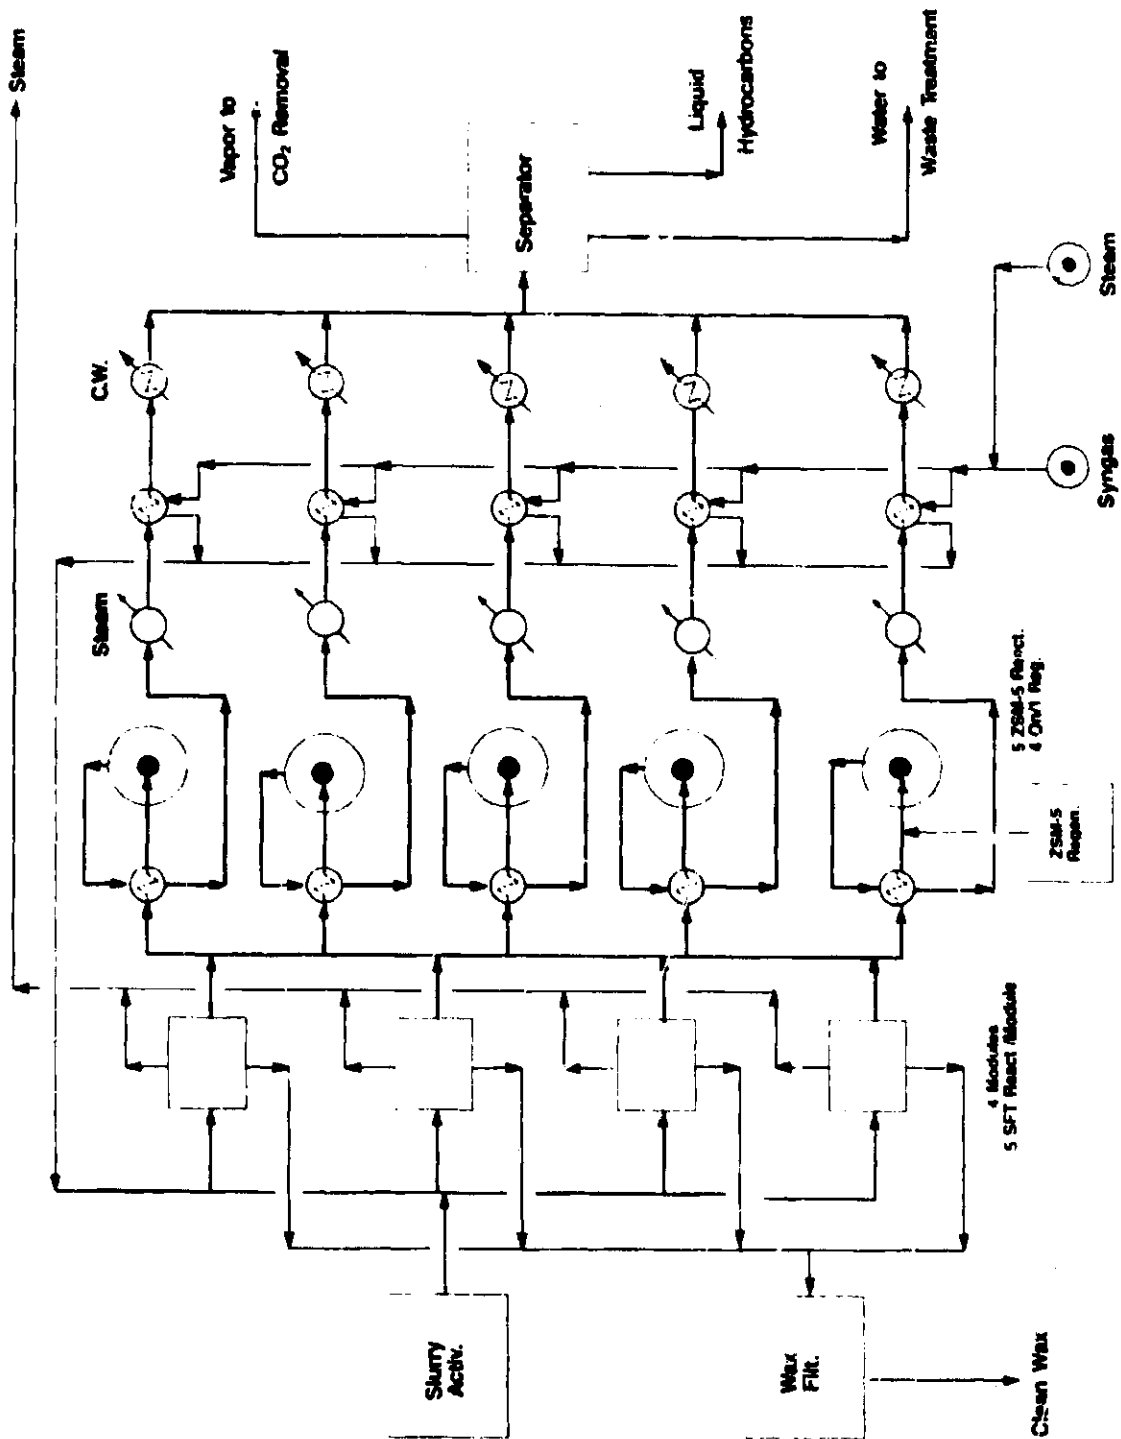 Steam
Vapor to
CO₂ Removal
Liquid
Hydrocarbons
Water to
Waste Treatment
Separator
C.W.
Steam
Steam
Syngas
5 ZSM-5 React.
4 On/1 Reg.
ZSM-5
Regen.
4 Modules
5 SFT React./Module
Slurry
Activ.
Wax
Filt.
Clean Wax